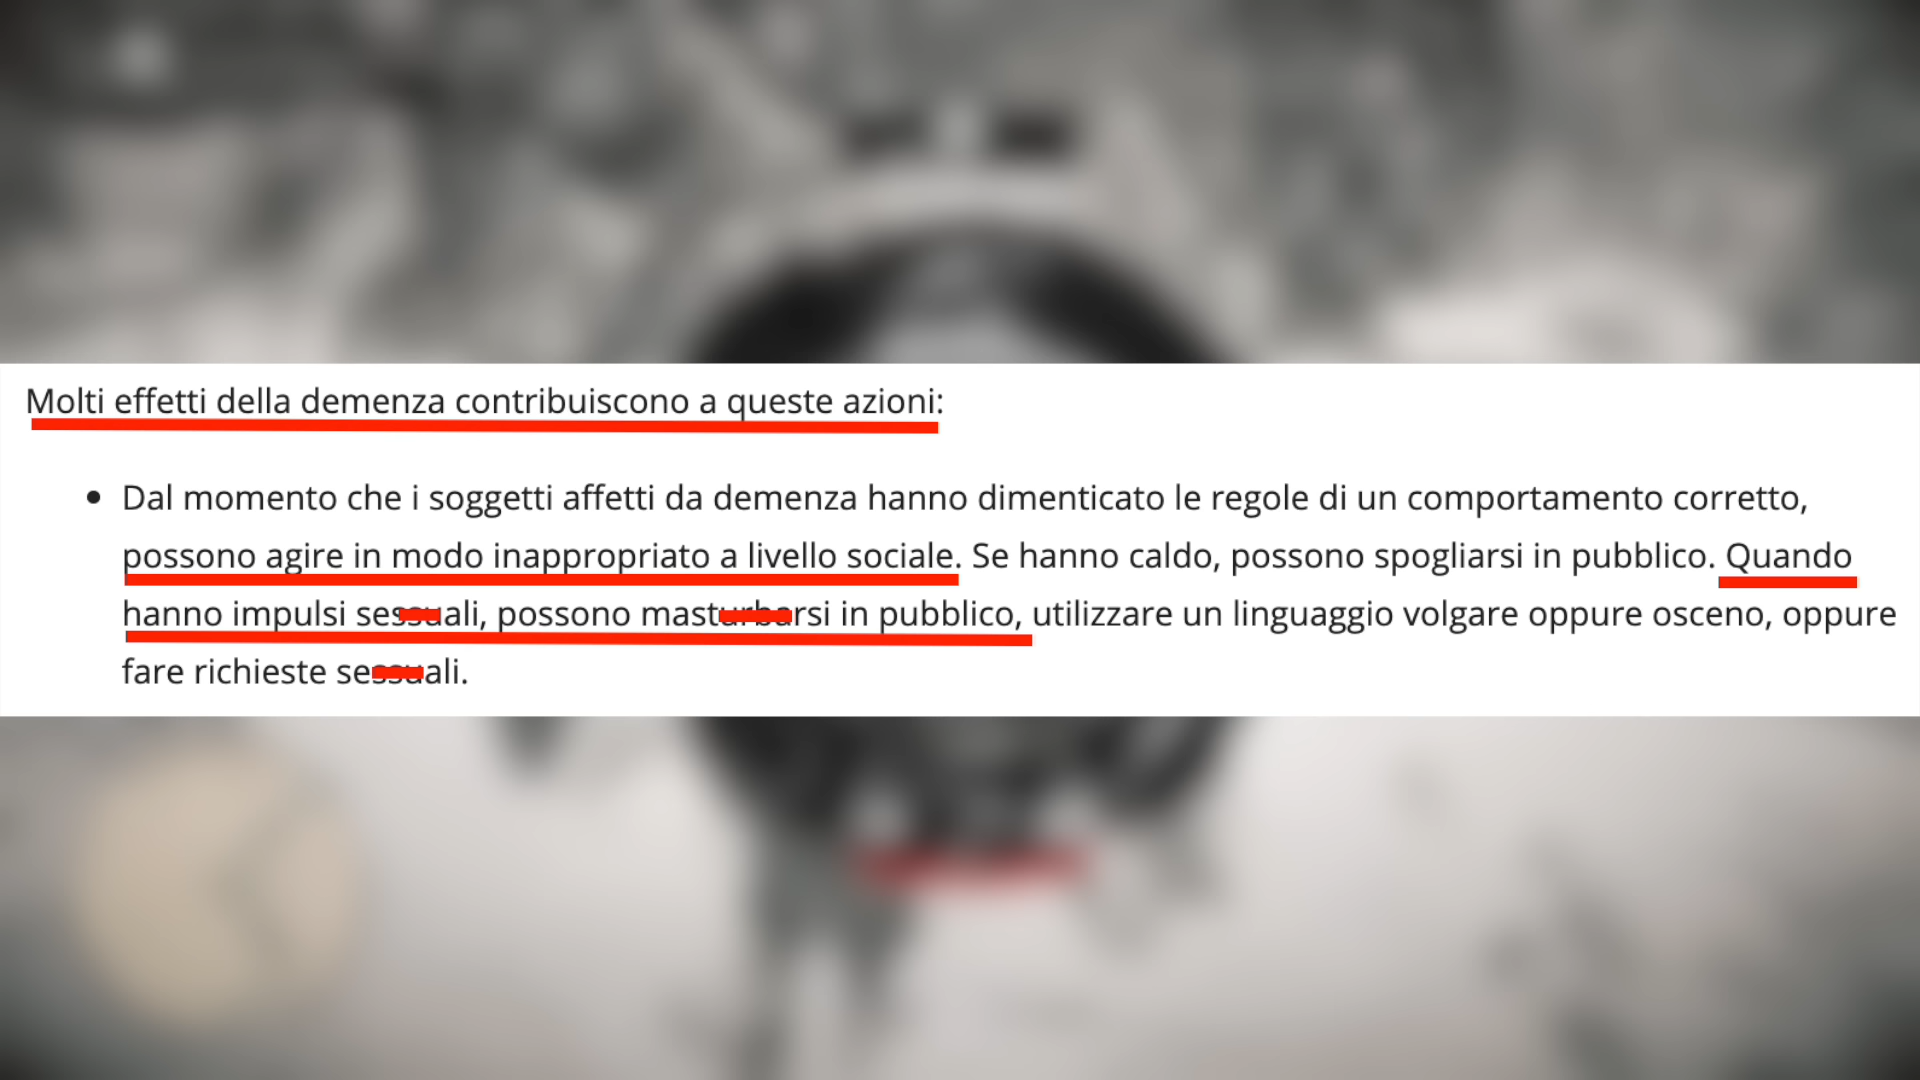 Molti effetti della demenza contribuiscono a queste azioni:
• Dal momento che i soggetti affetti da demenza hanno dimenticato le regole di un comportamento corretto,
possono agire in modo inappropriato a livello sociale. Se hanno caldo, possono spogliarsi in pubblico. Quando
hanno impulsi sessuali, possono masturbarsi in pubblico, utilizzare un linguaggio volgare oppure osceno, oppure
fare richieste sessuali.